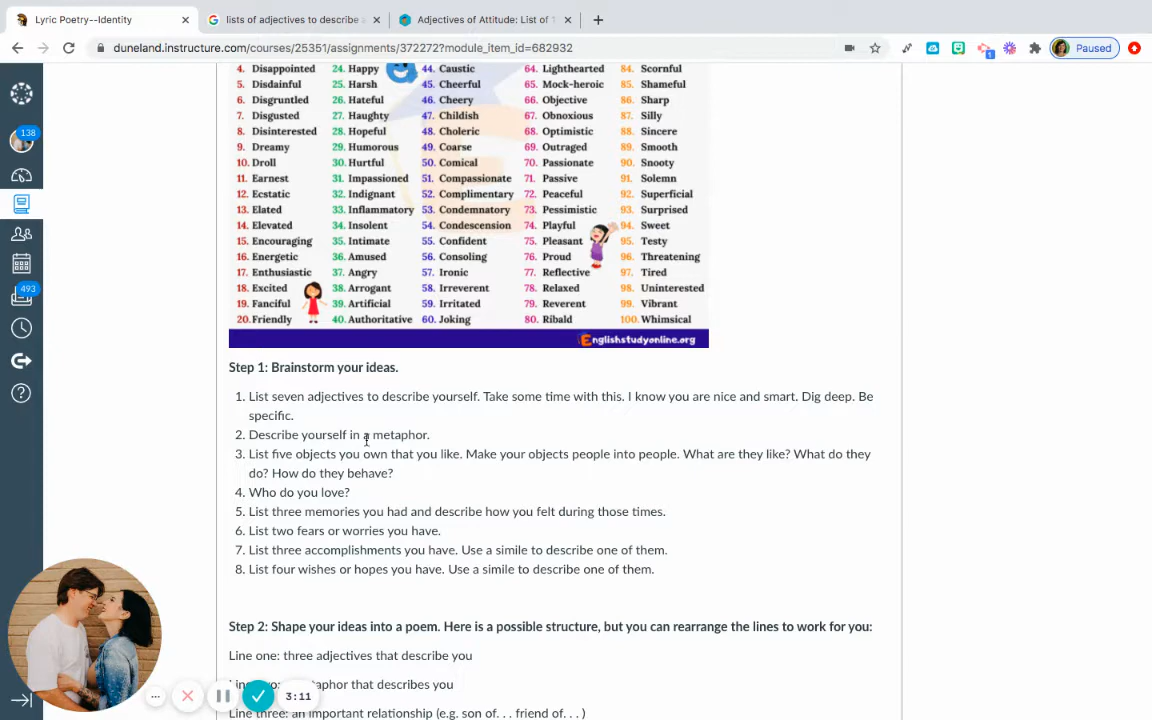 Lyric Poetry--Identity
lists of adjectives to describe
Adjectives of Attitude: List of
duneland.instructure.com/courses/25351/assignments/372272?module_item_id=682932
Paused
1
138
493
4. Disappointed 24. Happy 44. Caustic 64. Lighthearted 84. Scornful
5. Disdainful 25. Harsh 45. Cheerful 65. Mock-heroic 85. Shameful
6. Disgruntled 26. Hateful 46. Cheery 66. Objective 86. Sharp
7. Disgusted 27. Haughty 47. Childish 67. Obnoxious 87. Silly
8. Disinterested 28. Hopeful 48. Choleric 68. Optimistic 88. Sincere
9. Dreamy 29. Humorous 49. Coarse 69. Outraged 89. Smooth
10. Droll 30. Hurtful 50. Comical 70. Passionate 90. Snooty
11. Earnest 31. Impassioned 51. Compassionate 71. Passive 91. Solemn
12. Ecstatic 32. Indignant 52. Complimentary 72. Peaceful 92. Superficial
13. Elated 33. Inflammatory 53. Condemnatory 73. Pessimistic 93. Surprised
14. Elevated 34. Insolent 54. Condescension 74. Playful 94. Sweet
15. Encouraging 35. Intimate 55. Confident 75. Pleasant 95. Testy
16. Energetic 36. Amused 56. Consoling 76. Proud 96. Threatening
17. Enthusiastic 37. Angry 57. Ironic 77. Reflective 97. Tired
18. Excited 38. Arrogant 58. Irreverent 78. Relaxed 98. Uninterested
19. Fanciful 39. Artificial 59. Irritated 79. Reverent 99. Vibrant
20. Friendly 40. Authoritative 60. Joking 80. Ribald 100. Whimsical
Englishstudyonline.org
Step 1: Brainstorm your ideas.
1. List seven adjectives to describe yourself. Take some time with this. I know you are nice and smart. Dig deep. Be
specific.
2. Describe yourself in a metaphor.
3. List five objects you own that you like. Make your objects people into people. What are they like? What do they
do? How do they behave?
4. Who do you love?
5. List three memories you had and describe how you felt during those times.
6. List two fears or worries you have.
7. List three accomplishments you have. Use a simile to describe one of them.
8. List four wishes or hopes you have. Use a simile to describe one of them.
Step 2: Shape your ideas into a poem. Here is a possible structure, but you can rearrange the lines to work for you:
Line one: three adjectives that describe you
that describes you
3:11
Line three: an important relationship (e.g. son of. . . friend of. . . )